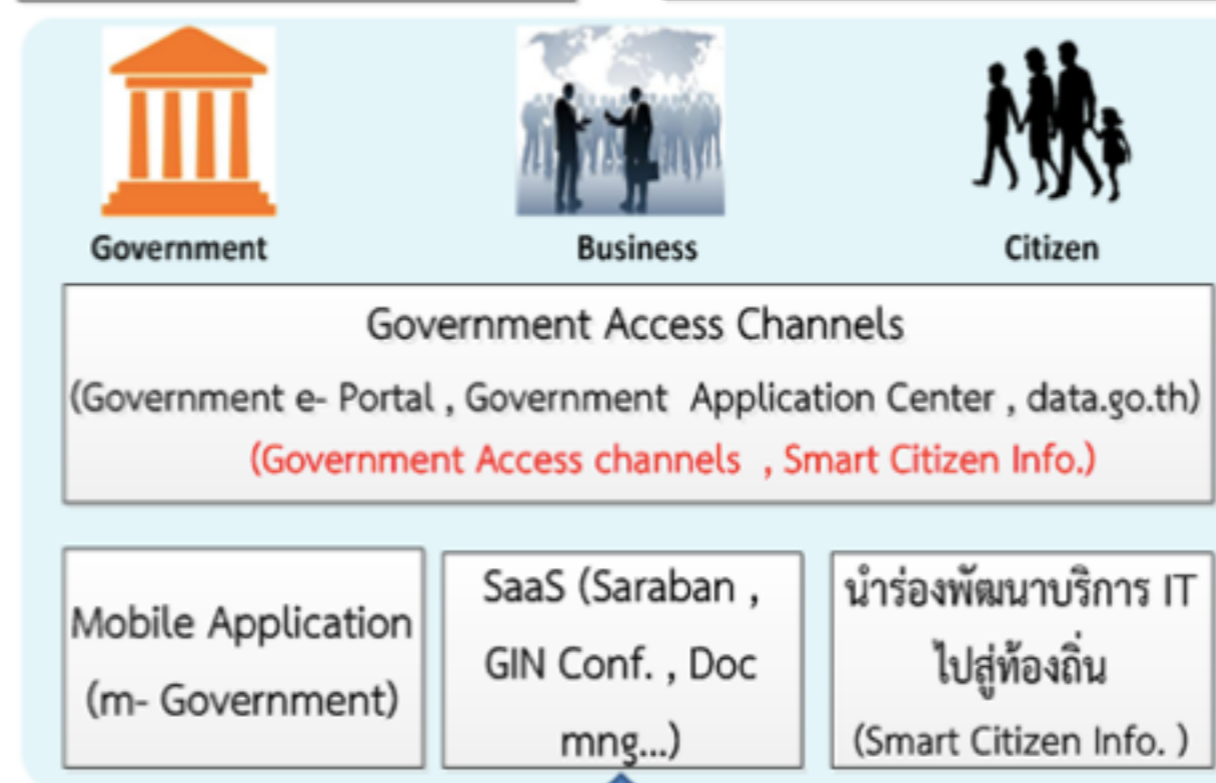 Government
Business
Citizen
Government Access Channels
(Government e- Portal , Government Application Center , data.go.th)
(Government Access channels , Smart Citizen Info.)
Mobile Application
(m- Government)
SaaS (Saraban ,
GIN Conf. , Doc
mng...)
นำร่องพัฒนาบริการ IT
ไปสู่ท้องถิ่น
(Smart Citizen Info. )